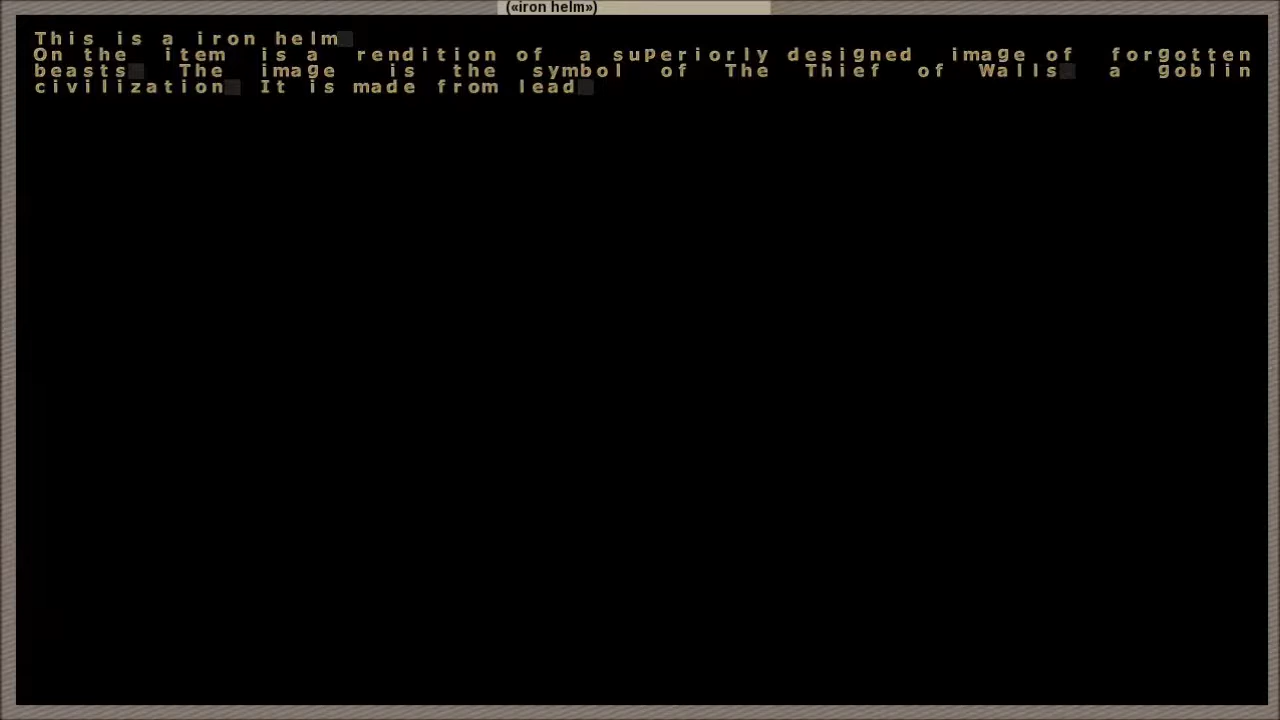 («iron helm»)
This is a iron helm
On the item is a rendition of a superiorly designed image of forgotten
beasts The image is the symbol of The Thief of Walls a goblin
civilization It is made from lead